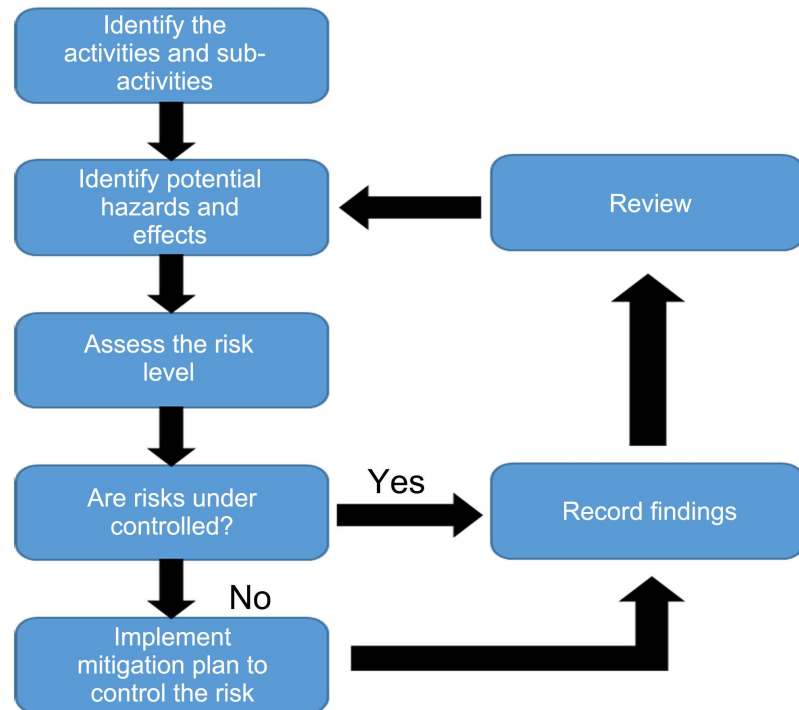 Identify the
activities and sub-
activities
Identify potential
hazards and
effects
Review
Assess the risk
level
Are risks under
controlled?
Yes
Record findings
No
Implement
mitigation plan to
control the risk